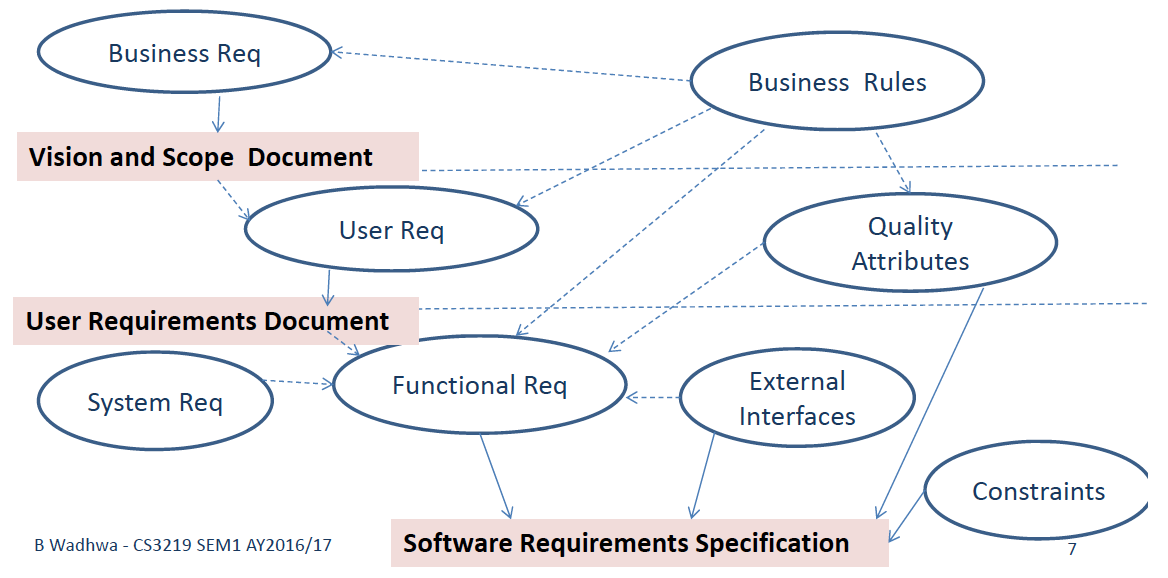 Business Req
Business  Rules
Vision and Scope  Document
User Req
Quality
Attributes
User Requirements Document
System Req
Functional Req
External
Interfaces
Constraints
Software Requirements Specification
B Wadhwa - CS3219 SEM1 AY2016/17
7